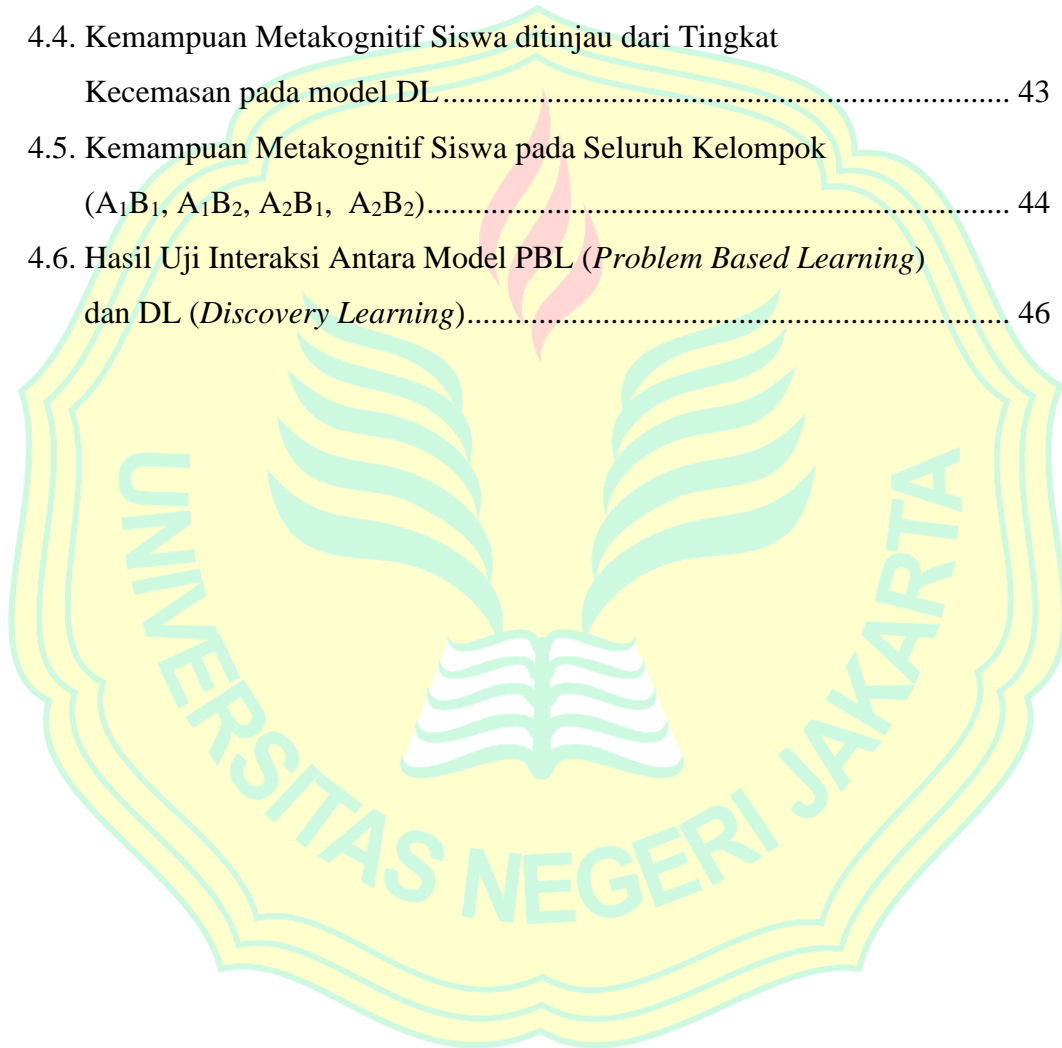 4.4. Kemampuan Metakognitif Siswa ditinjau dari Tingkat
Kecemasan pada model DL....................................................................... 43
4.5. Kemampuan Metakognitif Siswa pada Seluruh Kelompok
(A₁B₁, A₁B₂, A₂B₁, A₂B₂)......................................................................... 44
4.6. Hasil Uji Interaksi Antara Model PBL (Problem Based Learning)
dan DL (Discovery Learning).................................................................... 46
UNIVERSITAS NEGERI JAKARTA